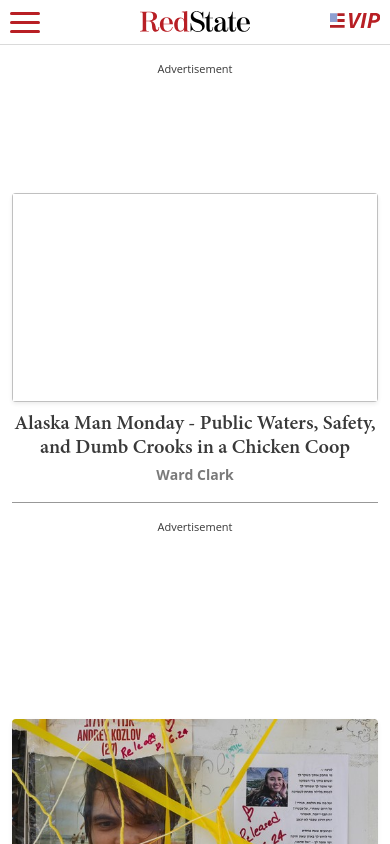 RedState
VIP
Advertisement
Alaska Man Monday - Public Waters, Safety,
and Dumb Crooks in a Chicken Coop
Ward Clark
Advertisement
ANDREY KOZLOV
(27)
Released
Released